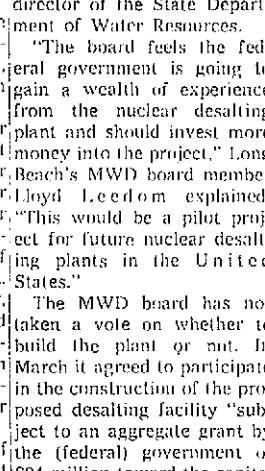 director of the State Depart-
ment of Water Resources.
"The board feels the fed-
eral government is going to
gain a wealth of experience
from the nuclear desalting
plant and should invest more
money into the project," Long
Beach's MWD board member
Lloyd Leedom explained.
"This would be a pilot proj-
ect for future nuclear desalt-
ing plants in the United
States."
The MWD board has not
taken a vote on whether to
build the plant or not. In
March it agreed to participate
in the construction of the pro-
posed desalting facility "sub-
ject to an aggregate grant by
the (federal) government of
million toward the